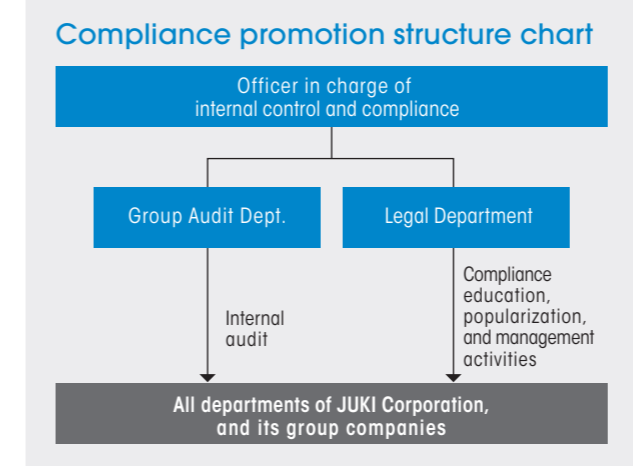 Compliance promotion structure chart
Officer in charge of
internal control and compliance
Group Audit Dept.
Legal Department
Internal
audit
Compliance
education,
popularization,
and management
activities
All departments of JUKI Corporation,
and its group companies